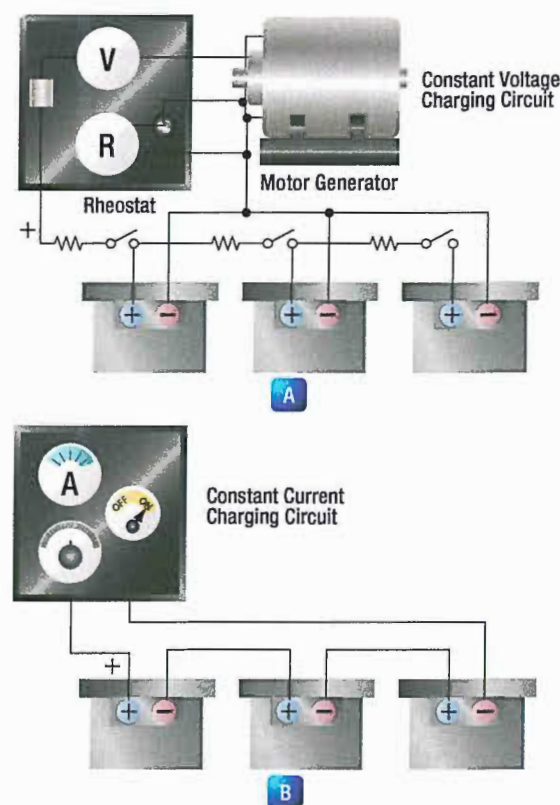 V
Constant Voltage
Charging Circuit
R
Motor Generator
Rheostat
+
+ − + − + −
A
A
OFF ON
Constant Current
Charging Circuit
+
+ − + − + −
B